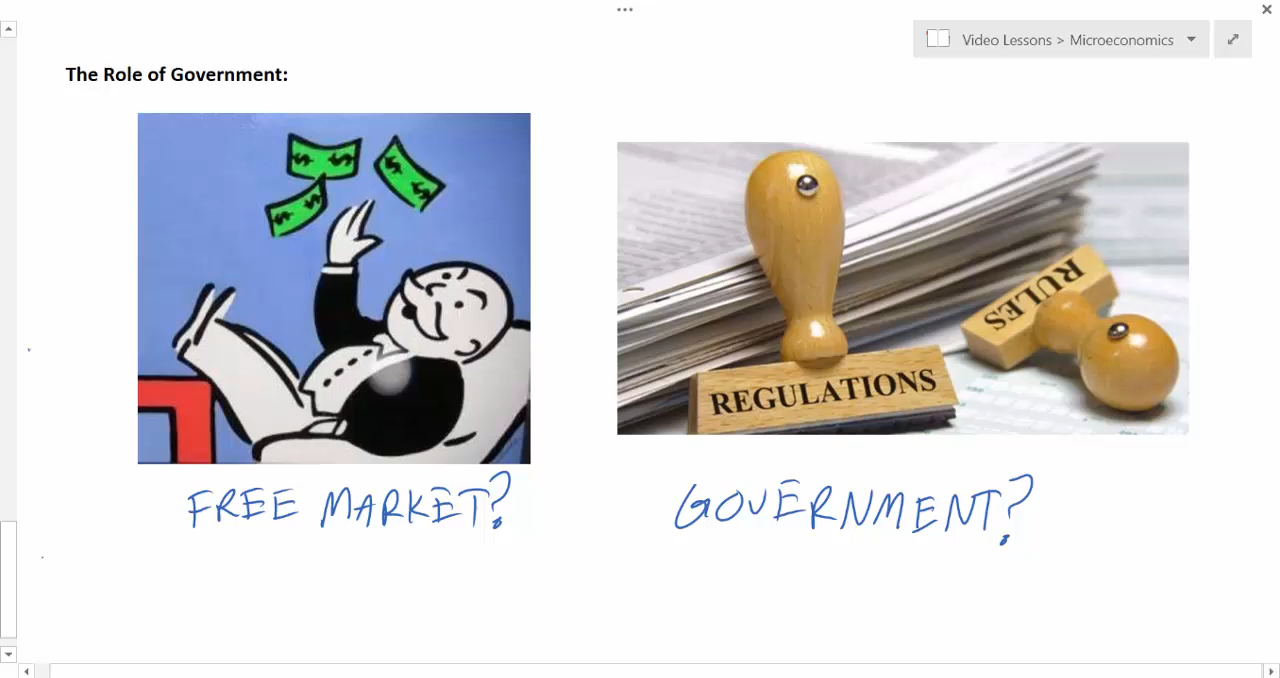 Video Lessons > Microeconomics
The Role of Government:
REGULATIONS
RULES
FREE MARKET?
GOVERNMENT?